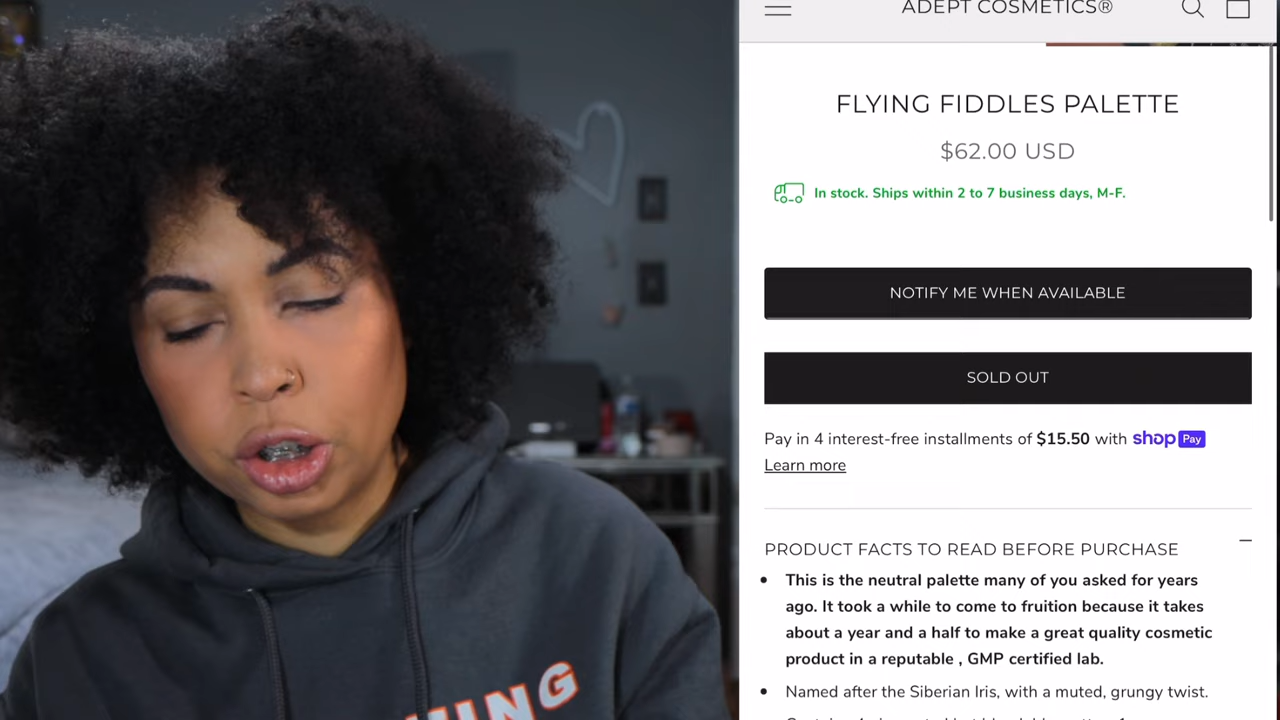 ADEPT COSMETICS®
FLYING FIDDLES PALETTE
$62.00 USD
In stock. Ships within 2 to 7 business days, M-F.
NOTIFY ME WHEN AVAILABLE
SOLD OUT
Pay in 4 interest-free installments of $15.50 with shop Pay
Learn more
PRODUCT FACTS TO READ BEFORE PURCHASE
This is the neutral palette many of you asked for years
ago. It took a while to come to fruition because it takes
about a year and a half to make a great quality cosmetic
product in a reputable , GMP certified lab.
Named after the Siberian Iris, with a muted, grungy twist.